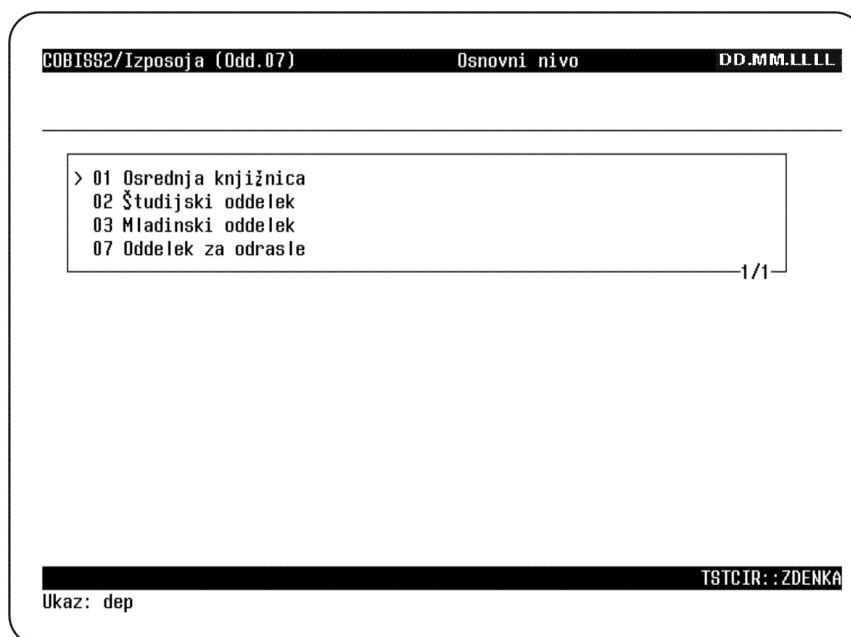 COBISS2/Izposoja (Odd.07) Osnovni nivo DD.MM.LLLL
> 01 Osrednja knjižnica
02 Študijski oddelek
03 Mladinski oddelek
07 Oddelek za odrasle
1/1
TSTCIR::ZDENKA
Ukaz: dep